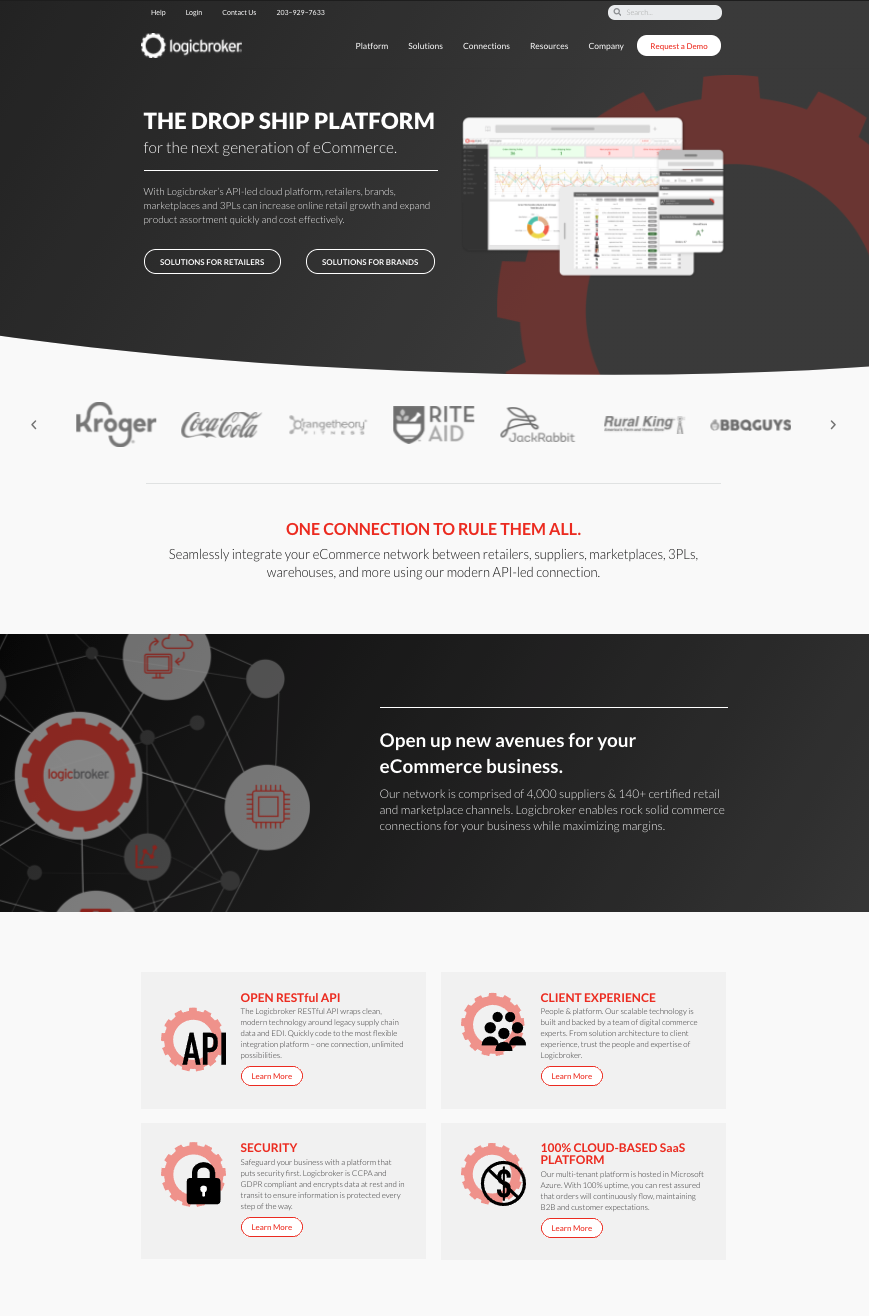 Help Login Contact Us 203-929-7633 Search...
logicbroker Platform Solutions Connections Resources Company Request a Demo
THE DROP SHIP PLATFORM
for the next generation of eCommerce.
With Logicbroker's API-led cloud platform, retailers, brands,
marketplaces and 3PLs can increase online retail growth and expand
product assortment quickly and cost effectively.
SOLUTIONS FOR RETAILERS SOLUTIONS FOR BRANDS
A+
Kroger Coca-Cola Orangetheory FITNESS RITE AID JackRabbit Rural King America's Farm and Home Store BBQGUYS
ONE CONNECTION TO RULE THEM ALL.
Seamlessly integrate your eCommerce network between retailers, suppliers, marketplaces, 3PLs,
warehouses, and more using our modern API-led connection.
logicbroker
Open up new avenues for your
eCommerce business.
Our network is comprised of 4,000 suppliers & 140+ certified retail
and marketplace channels. Logicbroker enables rock solid commerce
connections for your business while maximizing margins.
API
OPEN RESTful API
The Logicbroker RESTful API wraps clean,
modern technology around legacy supply chain
data and EDI. Quickly code to the most flexible
integration platform – one connection, unlimited
possibilities.
Learn More
CLIENT EXPERIENCE
People & platform. Our scalable technology is
built and backed by a team of digital commerce
experts. From solution architecture to client
experience, trust the people and expertise of
Logicbroker.
Learn More
SECURITY
Safeguard your business with a platform that
puts security first. Logicbroker is CCPA and
GDPR compliant and encrypts data at rest and in
transit to ensure information is protected every
step of the way.
Learn More
100% CLOUD-BASED SaaS
PLATFORM
Our multi-tenant platform is hosted in Microsoft
Azure. With 100% uptime, you can rest assured
that orders will continuously flow, maintaining
B2B and customer expectations.
Learn More